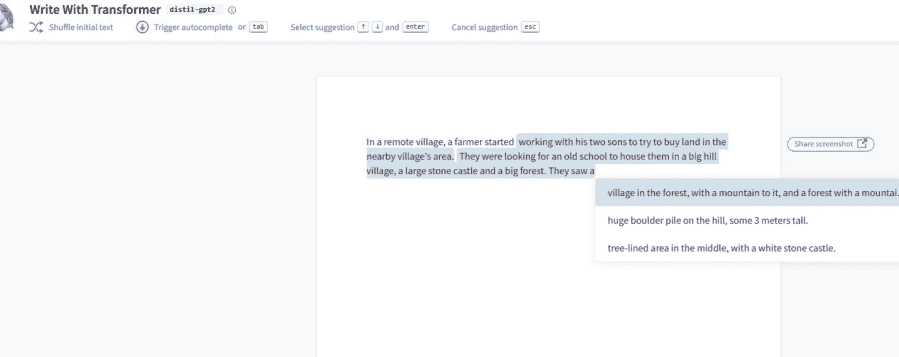 Write With Transformer distil-gpt2
Shuffle initial text Trigger autocomplete or tab Select suggestion ↑ ↓ and enter Cancel suggestion esc
In a remote village, a farmer started working with his two sons to try to buy land in the
Share screenshot
nearby village's area. They were looking for an old school to house them in a big hill
village, a large stone castle and a big forest. They saw a
village in the forest, with a mountain to it, and a forest with a mountai.
huge boulder pile on the hill, some 3 meters tall.
tree-lined area in the middle, with a white stone castle.